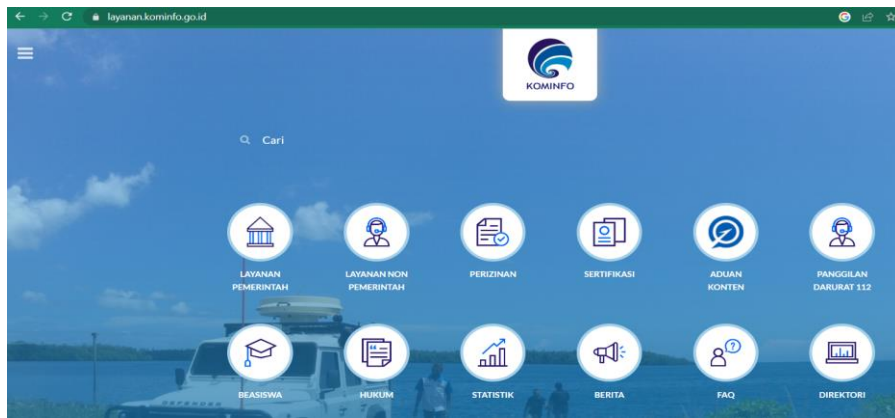 layanan.kominfo.go.id
KOMINFO
Cari
LAYANAN
PEMERINTAH
LAYANAN NON
PEMERINTAH
PERIZINAN
SERTIFIKASI
ADUAN
KONTEN
PANGGILAN
DARURAT 112
DEFENDER
BEASISWA
HUKUM
STATISTIK
BERITA
FAQ
DIREKTORI